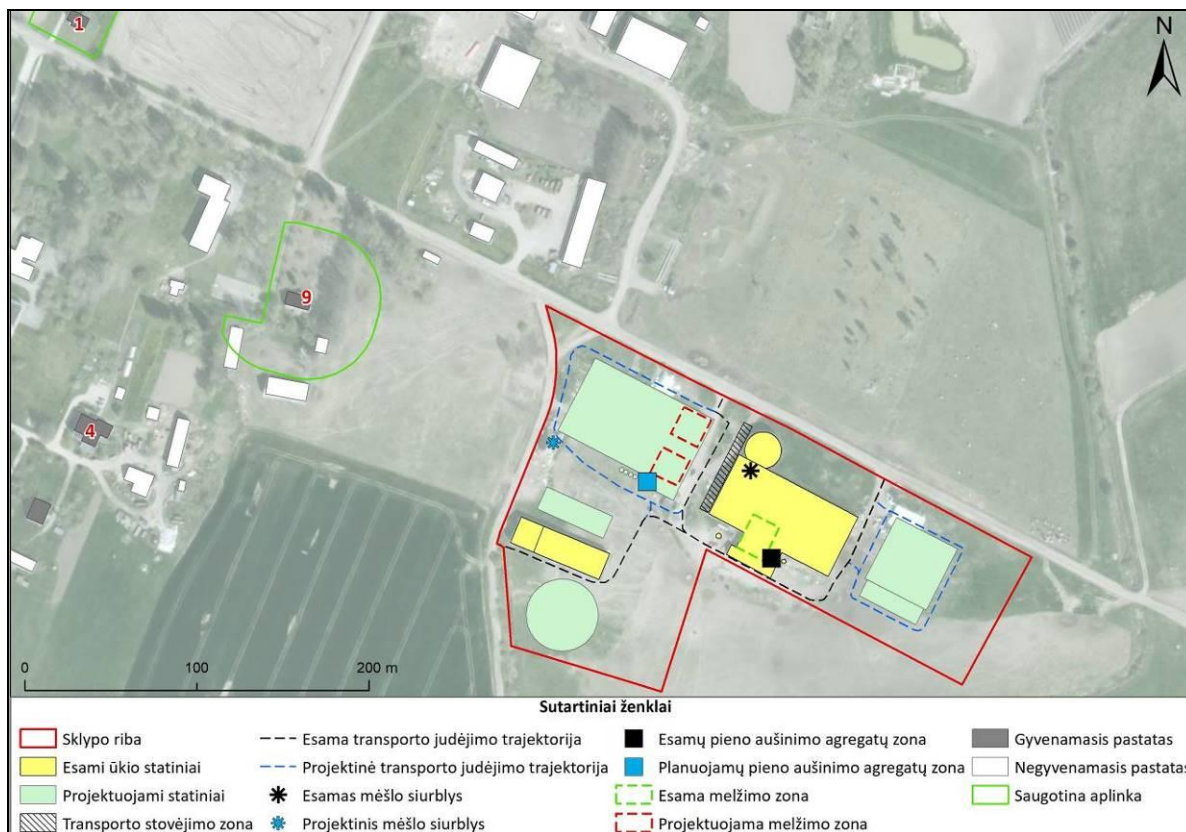 1
N
9
4
0 100 200 m
Sutartiniai ženklai
Sklypo riba
Esami ūkio statiniai
Projektuojami statiniai
Transporto stovėjimo zona
Esama transporto judėjimo trajektorija
Projektinė transporto judėjimo trajektorija
Esamas mėšlo siurblys
Projektinis mėšlo siurblys
Esamų pieno aušinimo agregatų zona
Planuojamų pieno aušinimo agregatų zona
Esama melžimo zona
Projektuojama melžimo zona
Gyvenamasis pastatas
Negyvenamasis pastatas
Saugotina aplinka